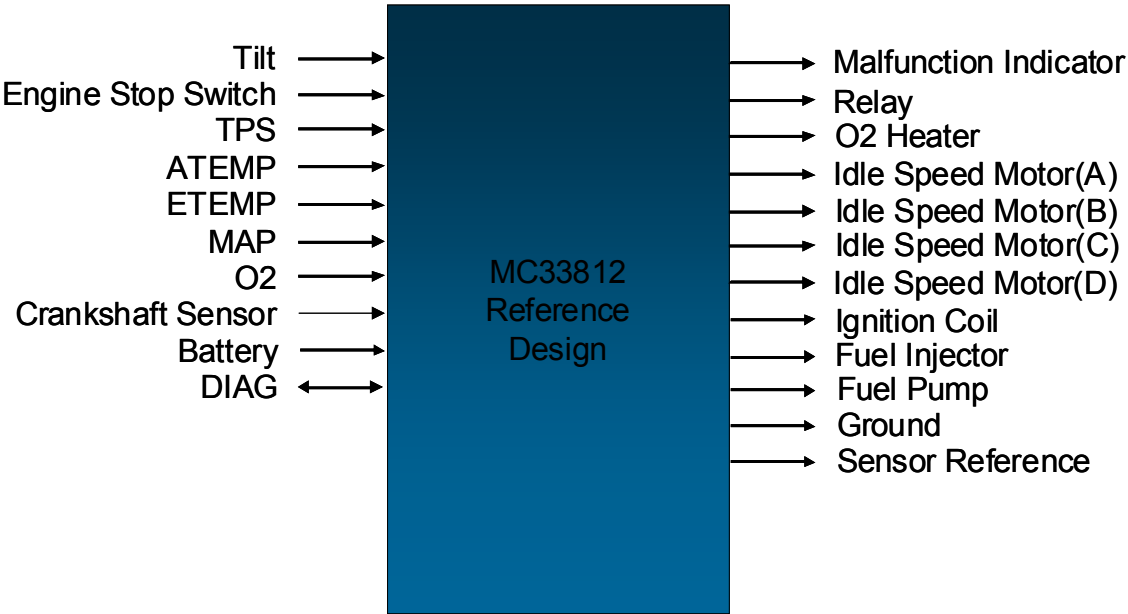 Tilt
Engine Stop Switch
TPS
ATEMP
ETEMP
MAP
O2
Crankshaft Sensor
Battery
DIAG
MC33812
Reference
Design
Malfunction Indicator
Relay
O2 Heater
Idle Speed Motor(A)
Idle Speed Motor(B)
Idle Speed Motor(C)
Idle Speed Motor(D)
Ignition Coil
Fuel Injector
Fuel Pump
Ground
Sensor Reference